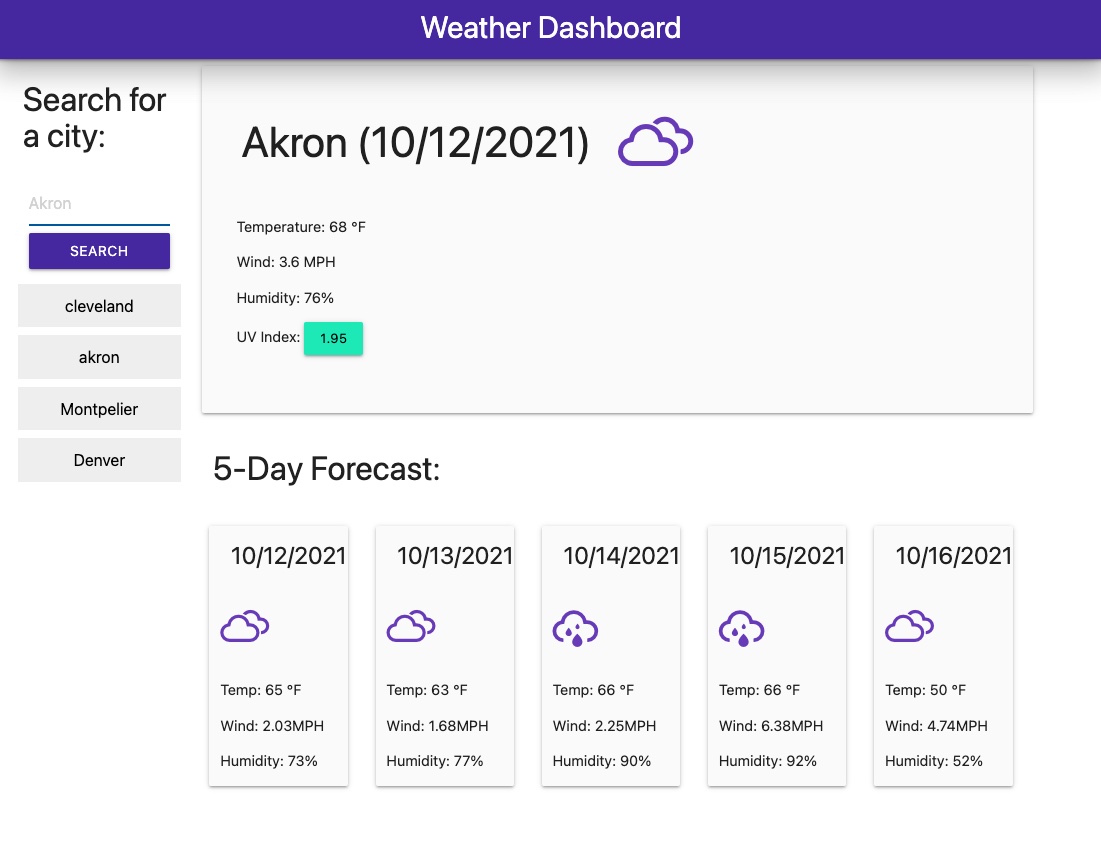 Weather Dashboard
Search for
a city:
Akron
SEARCH
cleveland
akron
Montpelier
Denver
Akron (10/12/2021)
Temperature: 68 °F
Wind: 3.6 MPH
Humidity: 76%
UV Index: 1.95
5-Day Forecast:
10/12/2021
Temp: 65 °F
Wind: 2.03MPH
Humidity: 73%
10/13/2021
Temp: 63 °F
Wind: 1.68MPH
Humidity: 77%
10/14/2021
Temp: 66 °F
Wind: 2.25MPH
Humidity: 90%
10/15/2021
Temp: 66 °F
Wind: 6.38MPH
Humidity: 92%
10/16/2021
Temp: 50 °F
Wind: 4.74MPH
Humidity: 52%